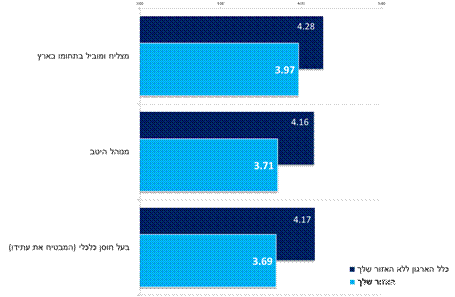 4.28
3.97
מצליח ומוביל בתחומו בארץ
4.16
3.71
מנוהל היטב
4.17
3.69
בעל חוסן כלכלי (המבטיח את עתידו)
כלל הארגון ללא האזור שלך
האזור שלך